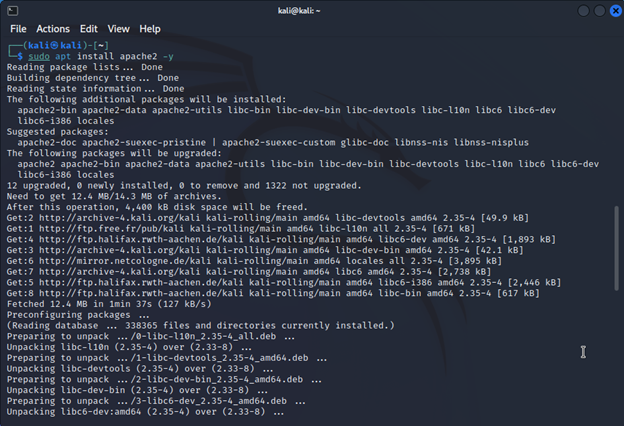 kali@kali: ~
File Actions Edit View Help
┌──(kali㉿kali)-[~]
└─$ sudo apt install apache2 -y
Reading package lists... Done
Building dependency tree... Done
Reading state information... Done
The following additional packages will be installed:
apache2-bin apache2-data apache2-utils libc-bin libc-dev-bin libc-devtools libc-l10n libc6 libc6-dev
libc6-i386 locales
Suggested packages:
apache2-doc apache2-suexec-pristine | apache2-suexec-custom glibc-doc libnss-nis libnss-nisplus
The following packages will be upgraded:
apache2 apache2-bin apache2-data apache2-utils libc-bin libc-dev-bin libc-devtools libc-l10n libc6 libc6-dev
libc6-i386 locales
12 upgraded, 0 newly installed, 0 to remove and 1322 not upgraded.
Need to get 12.4 MB/14.3 MB of archives.
After this operation, 4,400 kB disk space will be freed.
Get:2 http://archive-4.kali.org/kali kali-rolling/main amd64 libc-devtools amd64 2.35-4 [49.9 kB]
Get:1 http://ftp.free.fr/pub/kali kali-rolling/main amd64 libc-l10n all 2.35-4 [671 kB]
Get:4 http://ftp.halifax.rwth-aachen.de/kali kali-rolling/main amd64 libc6-dev amd64 2.35-4 [1,893 kB]
Get:3 http://archive-4.kali.org/kali kali-rolling/main amd64 libc-dev-bin amd64 2.35-4 [42.1 kB]
Get:6 http://mirror.netcologne.de/kali kali-rolling/main amd64 locales all 2.35-4 [3,895 kB]
Get:7 http://archive-4.kali.org/kali kali-rolling/main amd64 libc6 amd64 2.35-4 [2,738 kB]
Get:5 http://ftp.halifax.rwth-aachen.de/kali kali-rolling/main amd64 libc6-i386 amd64 2.35-4 [2,446 kB]
Get:8 http://ftp.halifax.rwth-aachen.de/kali kali-rolling/main amd64 libc-bin amd64 2.35-4 [617 kB]
Fetched 12.4 MB in 1min 37s (127 kB/s)
Preconfiguring packages ...
(Reading database ... 338365 files and directories currently installed.)
Preparing to unpack .../0-libc-l10n_2.35-4_all.deb ...
Unpacking libc-l10n (2.35-4) over (2.33-8) ...
Preparing to unpack .../1-libc-devtools_2.35-4_amd64.deb ...
Unpacking libc-devtools (2.35-4) over (2.33-8) ...
Preparing to unpack .../2-libc-dev-bin_2.35-4_amd64.deb ...
Unpacking libc-dev-bin (2.35-4) over (2.33-8) ...
Preparing to unpack .../3-libc6-dev_2.35-4_amd64.deb ...
Unpacking libc6-dev:amd64 (2.35-4) over (2.33-8) ...